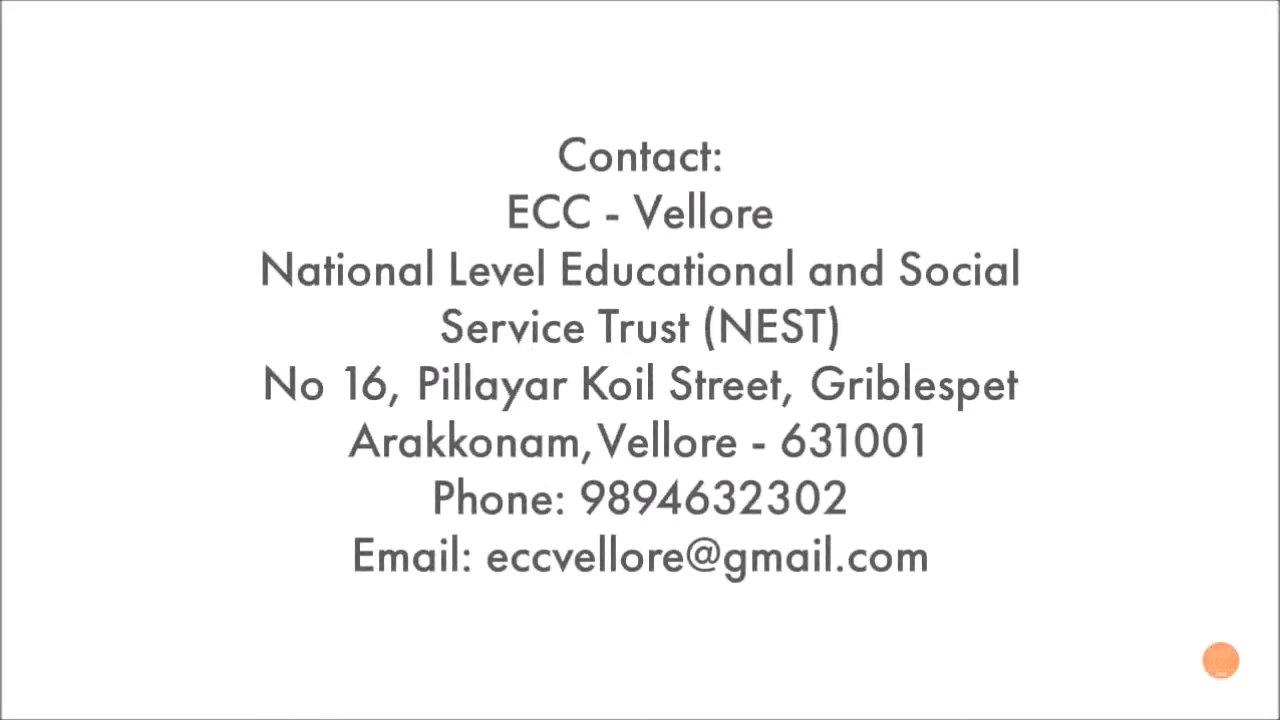 Contact:
ECC - Vellore
National Level Educational and Social
Service Trust (NEST)
No 16, Pillayar Koil Street, Griblespet
Arakkonam,Vellore - 631001
Phone: 9894632302
Email: eccvellore@gmail.com